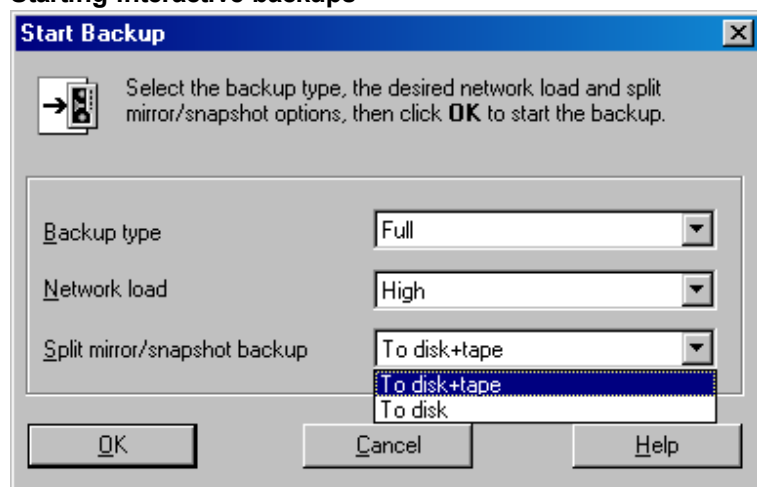 Starting interactive backups
Start Backup
Select the backup type, the desired network load and split
mirror/snapshot options, then click OK to start the backup.
Backup type Full
Network load High
Split mirror/snapshot backup To disk+tape
To disk+tape
To disk
OK Cancel Help